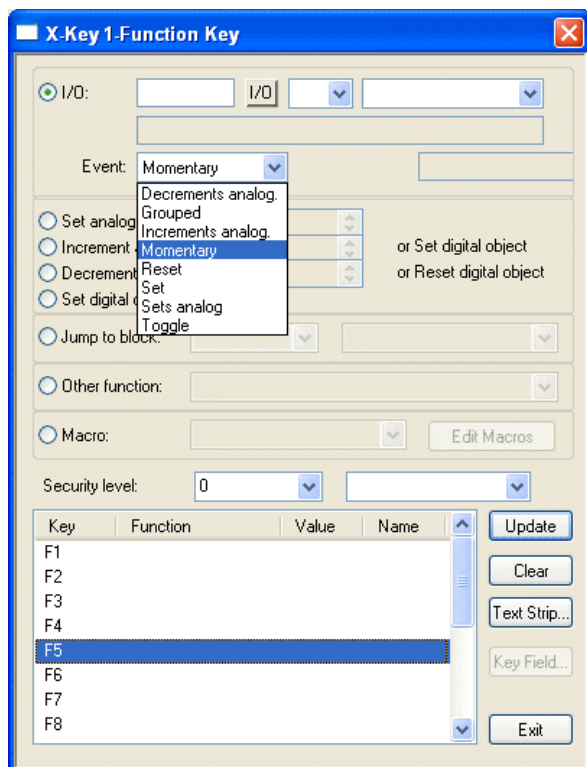 X-Key 1-Function Key
I/O: I/O
Event: Momentary
Decrements analog.
Grouped
Increments analog.
Momentary
Reset
Set
Sets analog
Toggle
Set analog
Increment or Set digital object
Decrement or Reset digital object
Set digital
Jump to block:
Other function:
Macro: Edit Macros
Security level: 0
Key Function Value Name
Update
F1
F2
Clear
F3
Text Strip...
F4
F5
Key Field...
F6
F7
F8
Exit